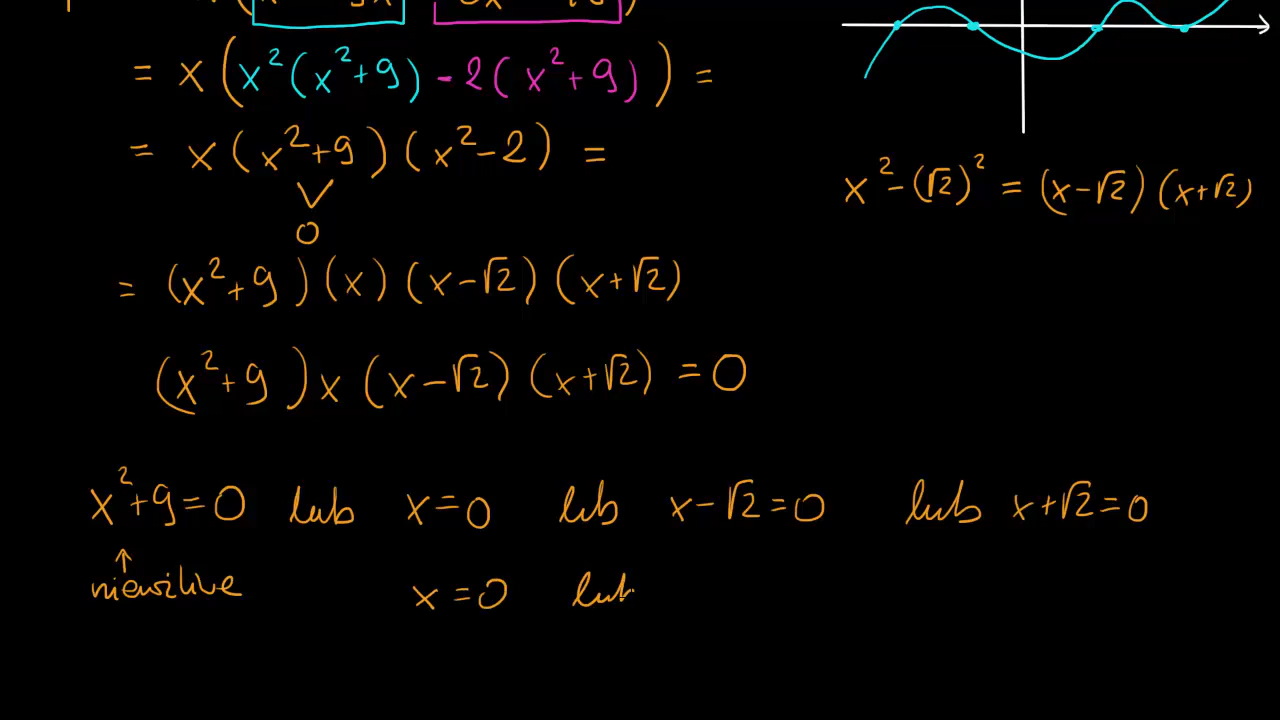 = x(x²(x²+9) - 2(x²+9)) =
= x(x²+9)(x²-2) =
V
0
x² - (√2)² = (x-√2)(x+√2)
= (x²+9)(x)(x-√2)(x+√2)
(x²+9)x(x-√2)(x+√2) = 0
x²+9=0 lub x=0 lub x-√2=0 lub x+√2=0
↑
x=0 lub